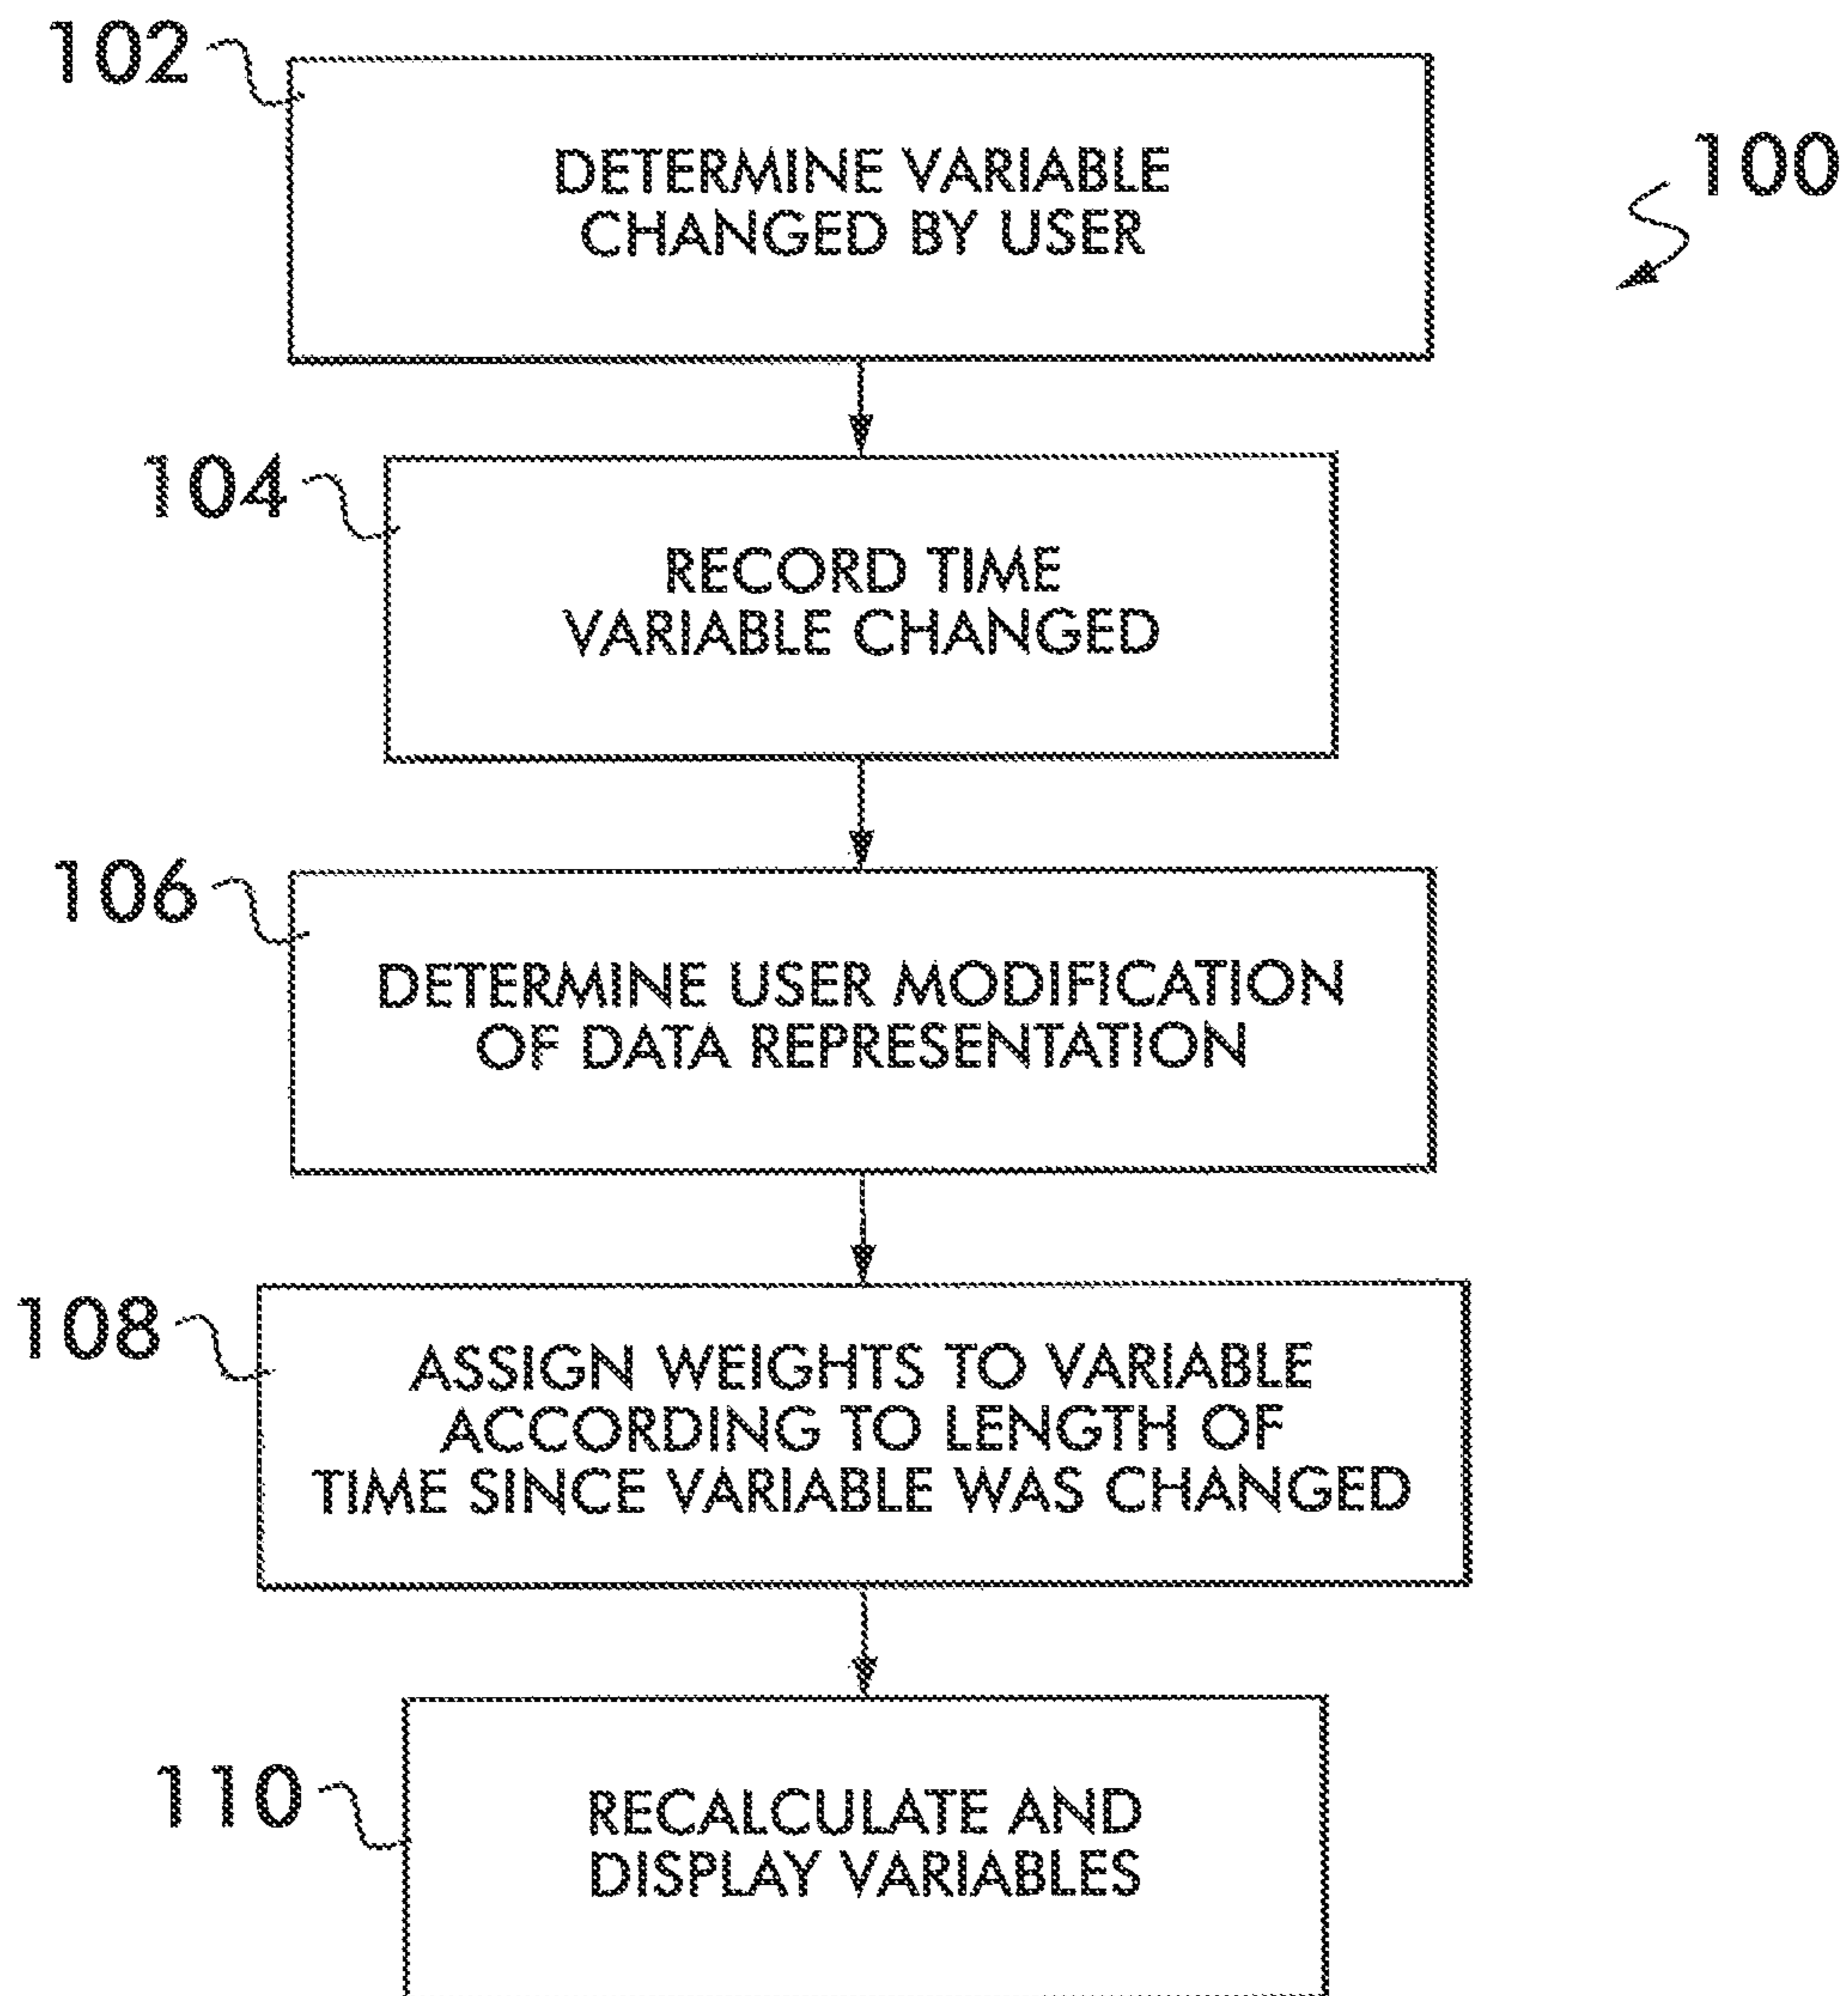 102
DETERMINE VARIABLE
CHANGED BY USER
100
104
RECORD TIME
VARIABLE CHANGED
106
DETERMINE USER MODIFICATION
OF DATA REPRESENTATION
108
ASSIGN WEIGHTS TO VARIABLE
ACCORDING TO LENGTH OF
TIME SINCE VARIABLE WAS CHANGED
110
RECALCULATE AND
DISPLAY VARIABLES